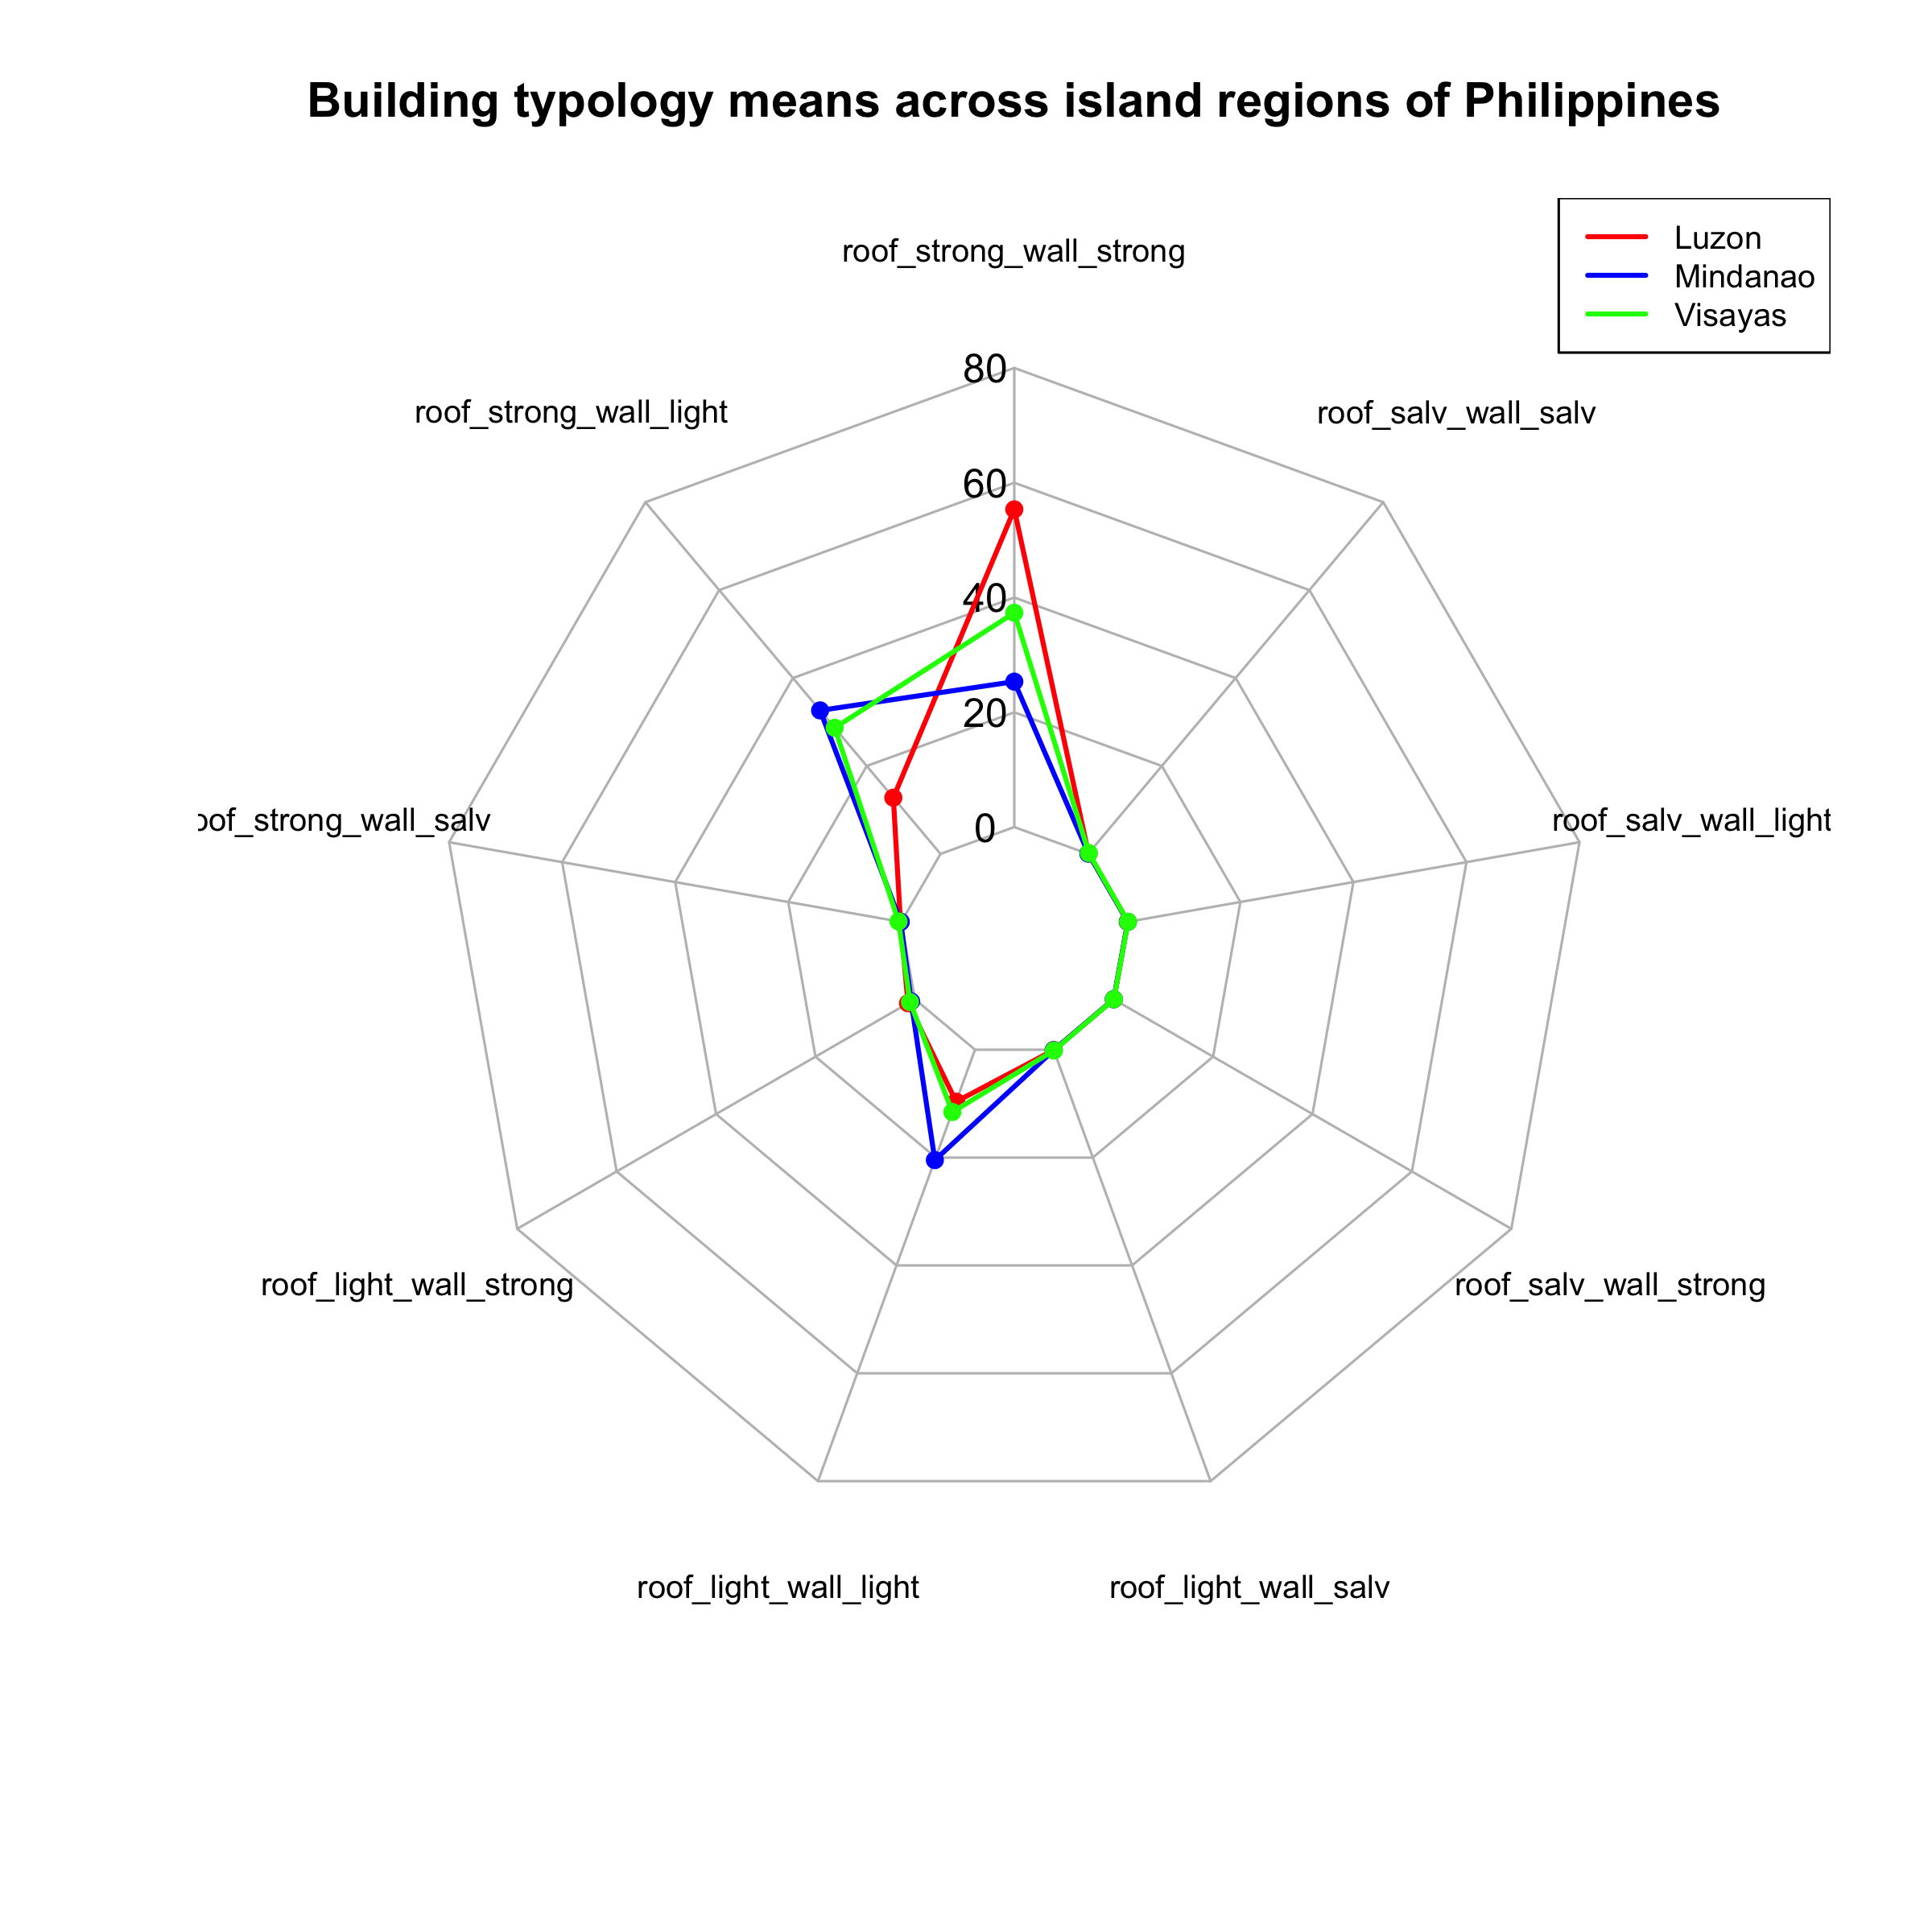 Building typology means across island regions of Philippines
Luzon
Mindanao
Visayas
roof_strong_wall_strong
80
roof_strong_wall_light
roof_salv_wall_salv
60
40
20
oof_strong_wall_salv
0
roof_salv_wall_light
roof_light_wall_strong
roof_salv_wall_strong
roof_light_wall_light
roof_light_wall_salv